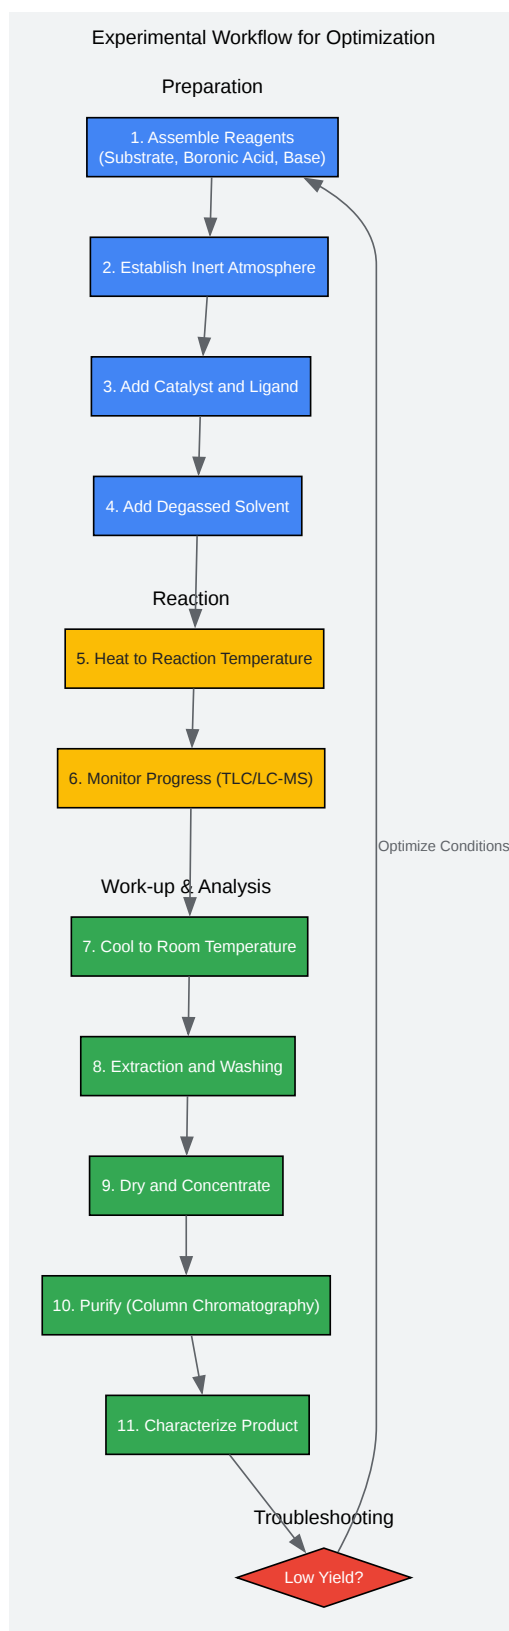 Experimental Workflow for Optimization
Preparation
1. Assemble Reagents
(Substrate, Boronic Acid, Base)
2. Establish Inert Atmosphere
3. Add Catalyst and Ligand
4. Add Degassed Solvent
Reaction
5. Heat to Reaction Temperature
6. Monitor Progress (TLC/LC-MS)
Optimize Conditions
Work-up & Analysis
7. Cool to Room Temperature
8. Extraction and Washing
9. Dry and Concentrate
10. Purify (Column Chromatography)
11. Characterize Product
Troubleshooting
Low Yield?